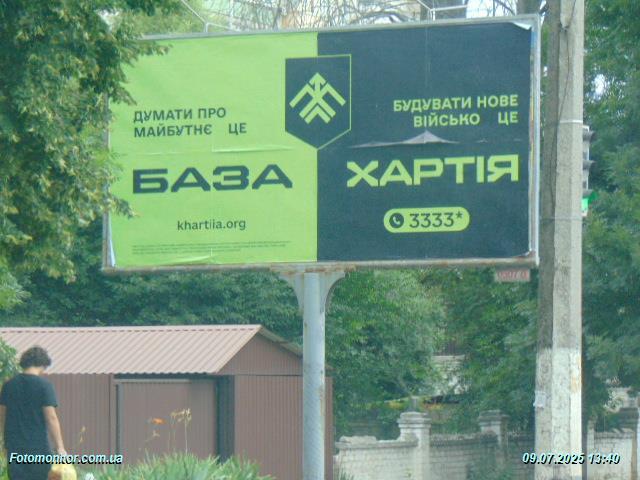 ДУМАТИ ПРО
МАЙБУТНЄ ЦЕ
БАЗА
khartiia.org
БУДУВАТИ НОВЕ
ВІЙСЬКО ЦЕ
ХАРТІЯ
3333*
Fotomonitor.com.ua
09.07.2025 13:40